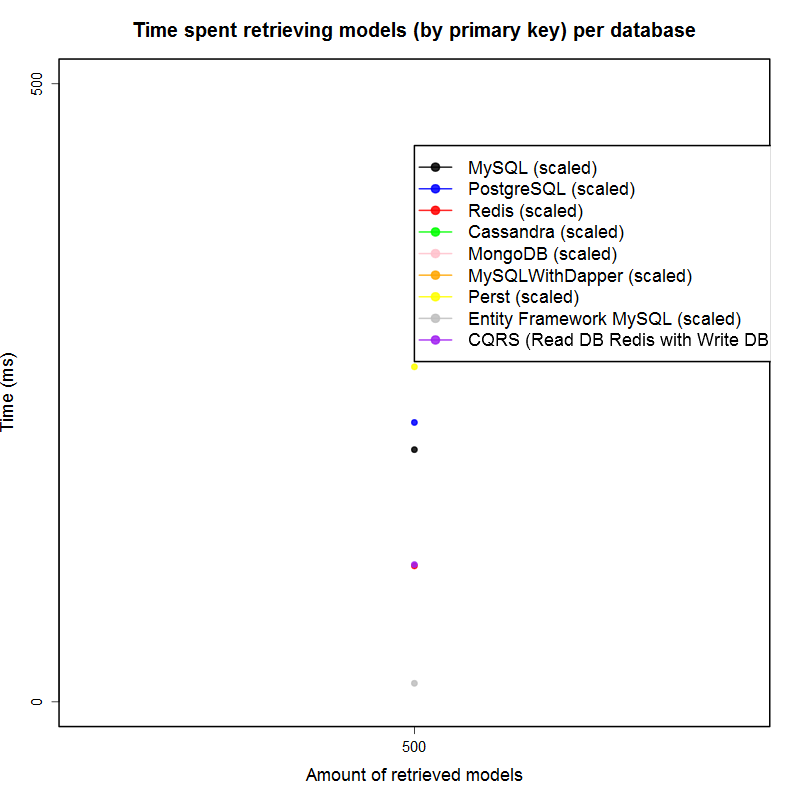 Time spent retrieving models (by primary key) per database
500
MySQL (scaled)
PostgreSQL (scaled)
Redis (scaled)
Cassandra (scaled)
MongoDB (scaled)
MySQLWithDapper (scaled)
Perst (scaled)
Entity Framework MySQL (scaled)
CQRS (Read DB Redis with Write DB
Time (ms)
0
500
Amount of retrieved models